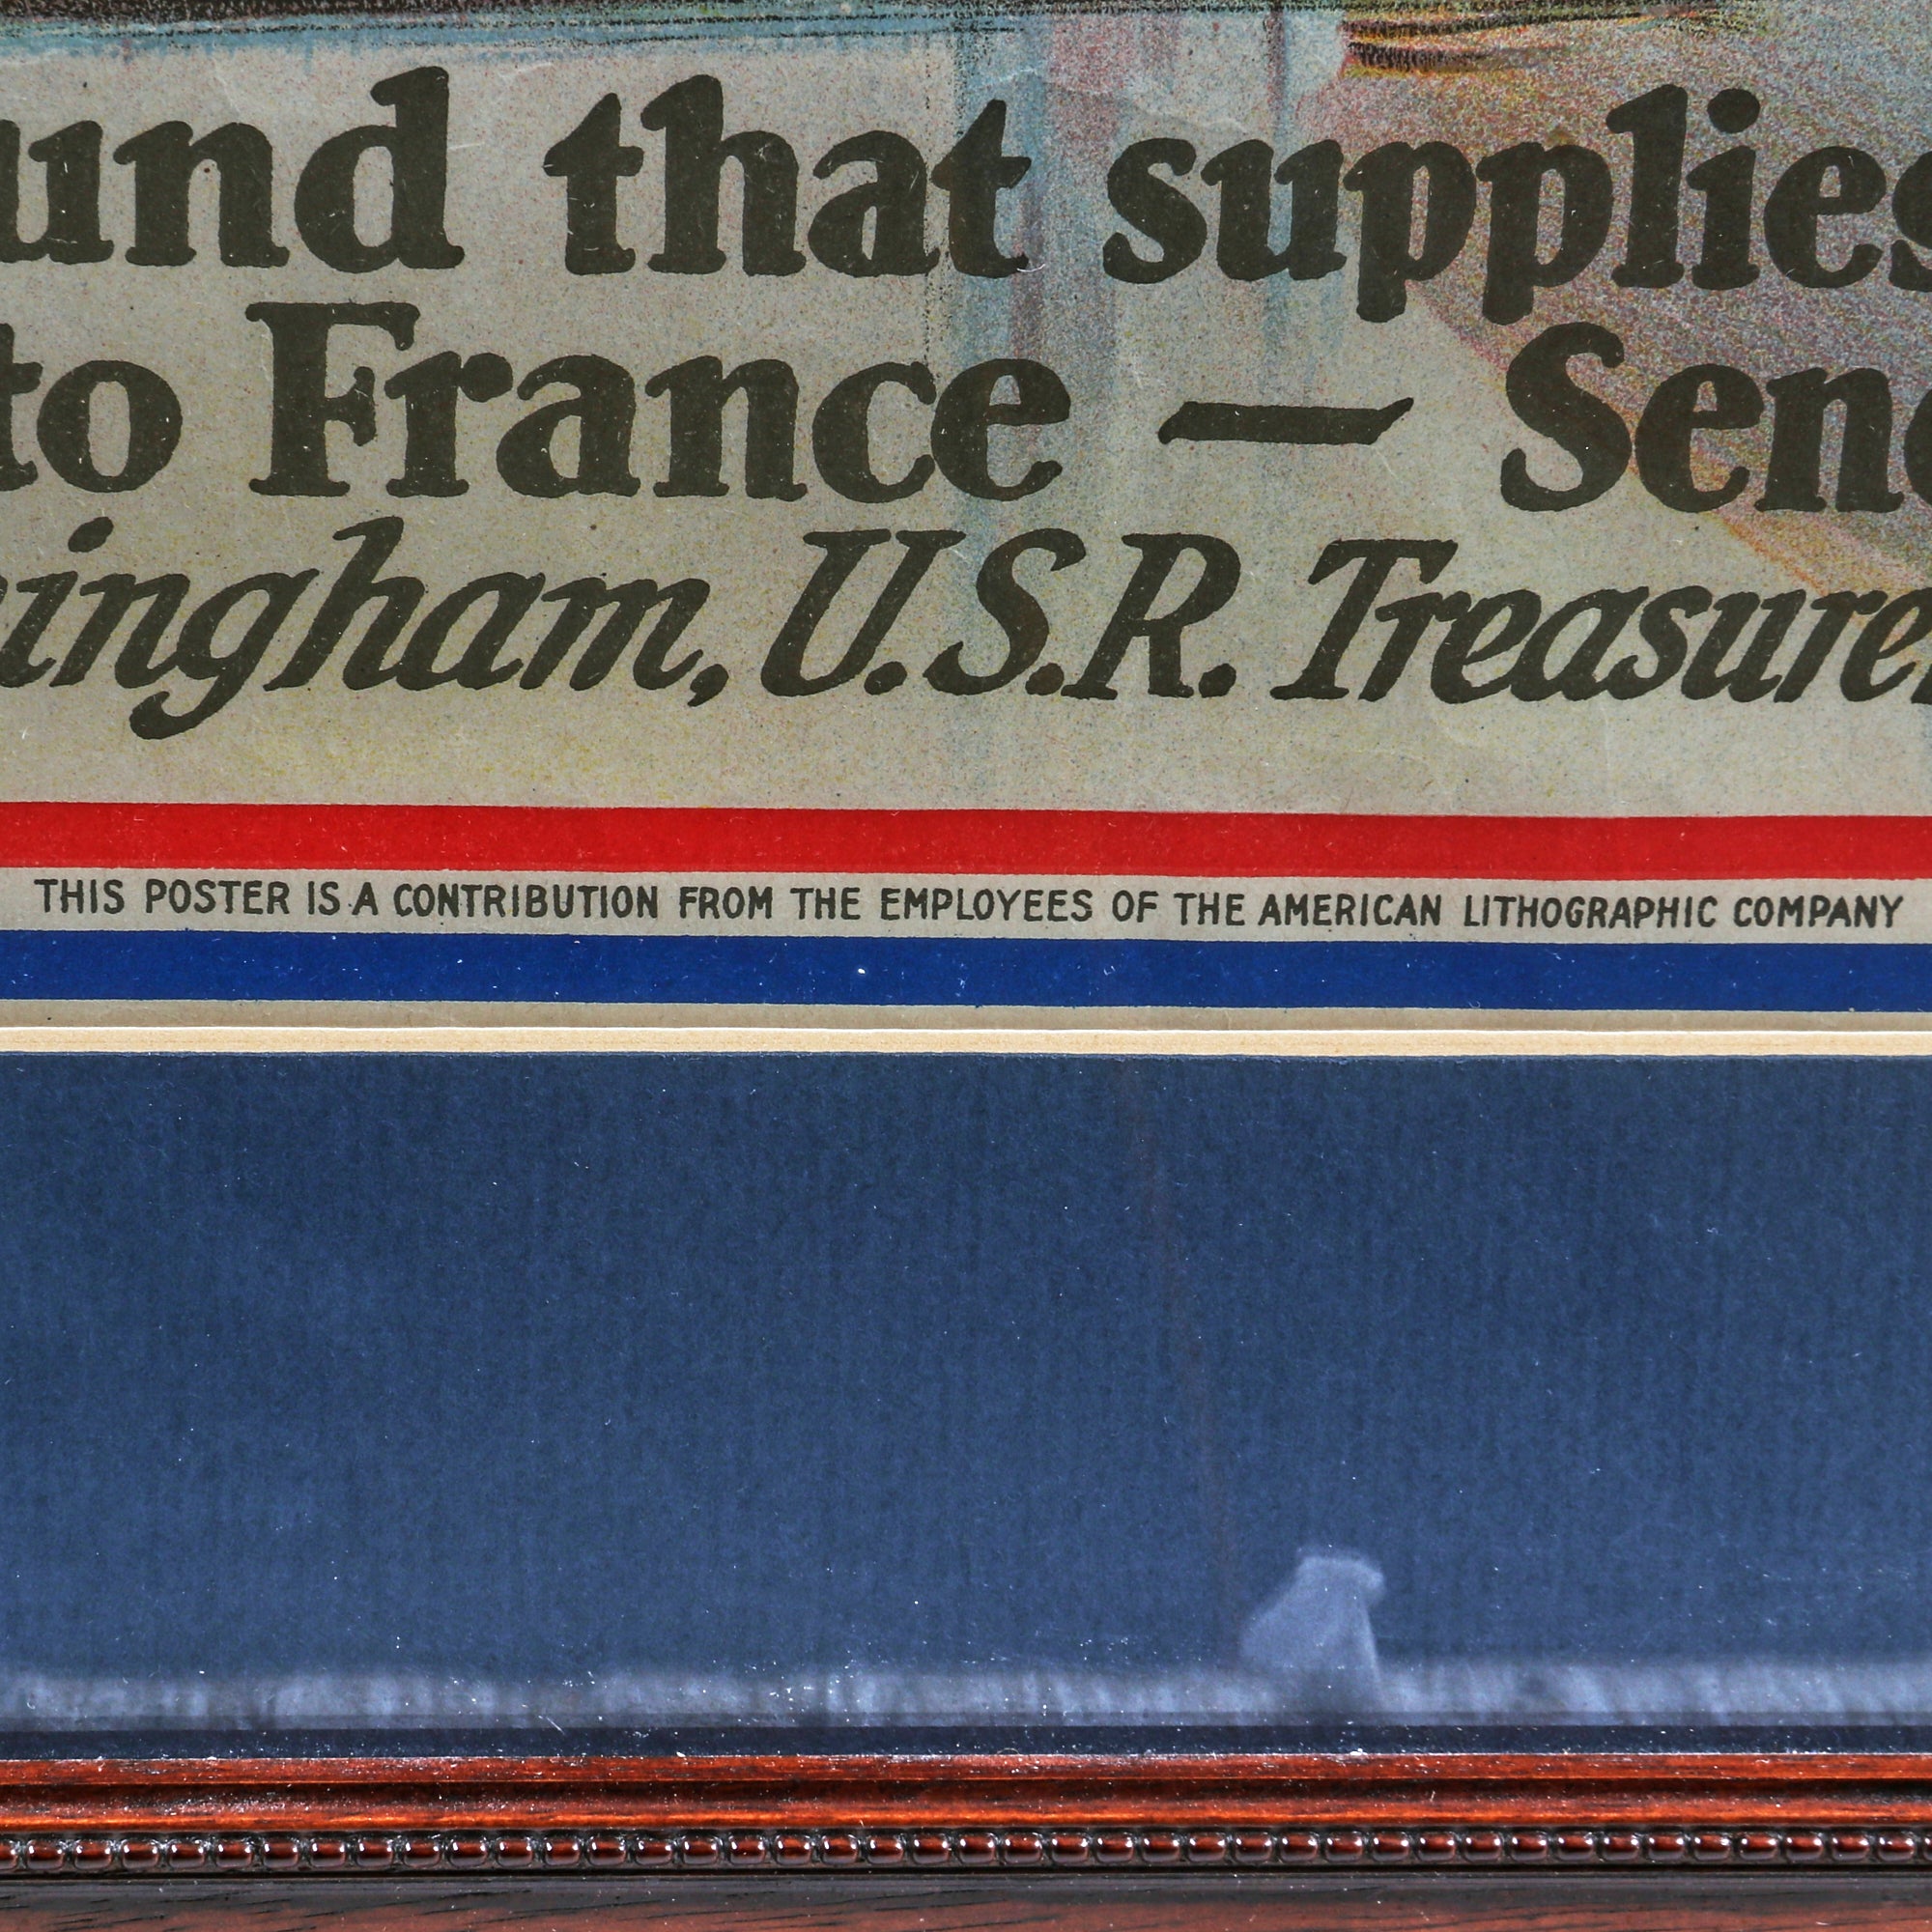 und that supplies
to France — Sen
ingham, U.S.R. Treasurer
THIS POSTER IS A CONTRIBUTION FROM THE EMPLOYEES OF THE AMERICAN LITHOGRAPHIC COMPANY